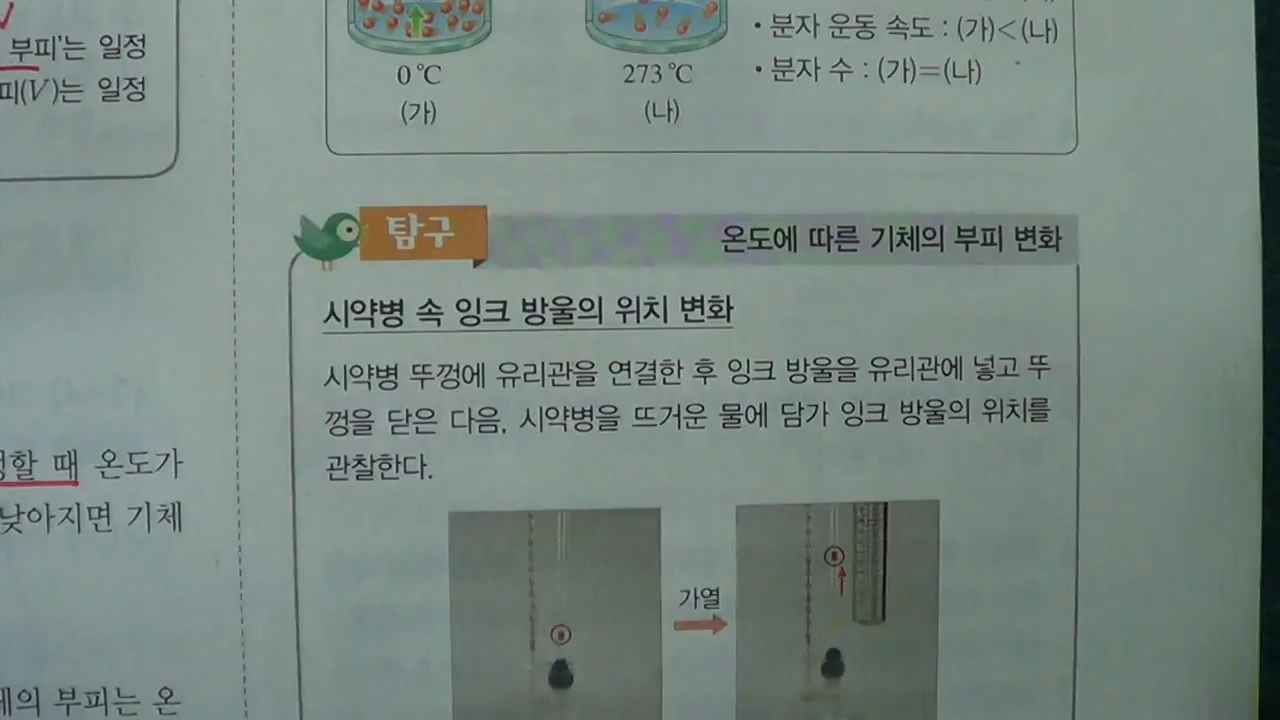 부피'는 일정
피(V)는 일정
할 때 온도가
낮아지면 기체
의 부피는 온
• 분자 운동 속도 : (가)<(나)
• 분자 수 : (가)=(나)
0 ℃
273 ℃
(가)
(나)
탐구
온도에 따른 기체의 부피 변화
시약병 속 잉크 방울의 위치 변화
시약병 뚜껑에 유리관을 연결한 후 잉크 방울을 유리관에 넣고 뚜
껑을 닫은 다음, 시약병을 뜨거운 물에 담가 잉크 방울의 위치를
관찰한다.
가열